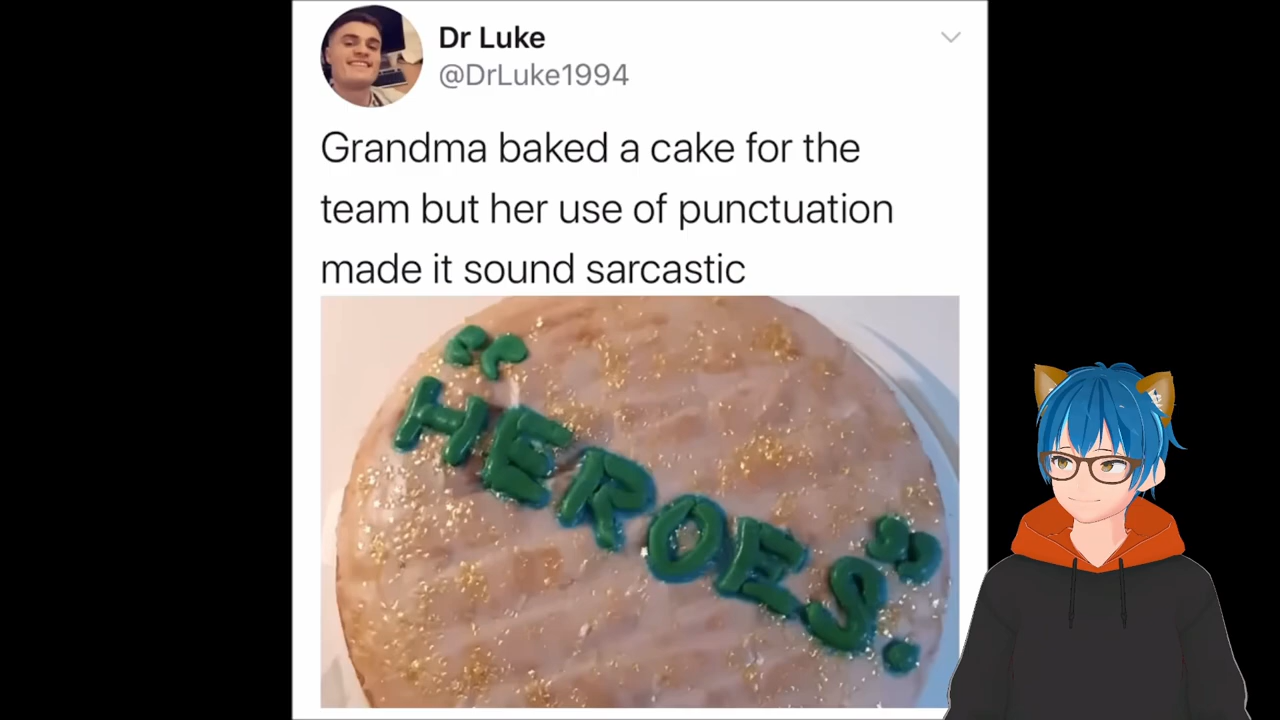 Dr Luke
@DrLuke1994
Grandma baked a cake for the
team but her use of punctuation
made it sound sarcastic
"HEROES."